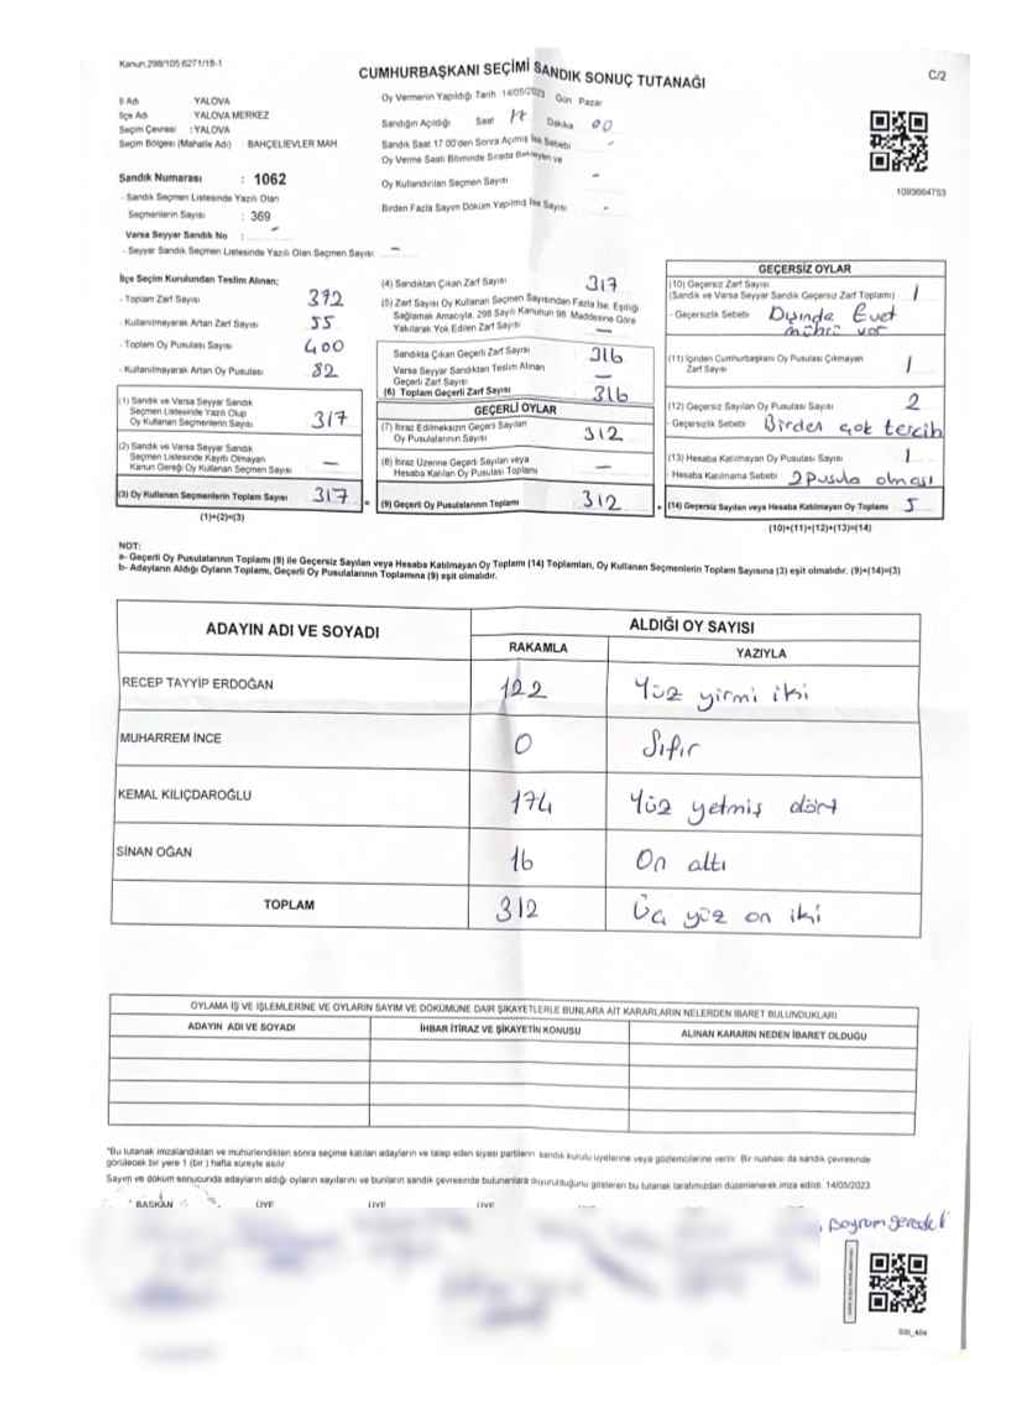 Kanun 298/105 6271/18-1
CUMHURBAŞKANI SEÇİMİ SANDIK SONUÇ TUTANAĞI
C/2
İl Adı YALOVA
İlçe Adı YALOVA MERKEZ
Seçim Çevresi : YALOVA
Seçim Bölgesi (Mahalle Adı) BAHÇELİEVLER MAH
Sandık Numarası : 1062
- Sandık Seçmen Listesinde Yazılı Olan
Seçmenlerin Sayısı : 369
Varsa Seyyar Sandık No : -
- Seyyar Sandık Seçmen Listesinde Yazılı Olan Seçmen Sayısı -
Oy Vermenin Yapıldığı Tarih 14/05/2023 Gün Pazar
Sandığın Açıldığı Saat 17 Dakika 00
Sandık Saat 17 00'den Sonra Açılmış İse Sebebi -
Oy Verme Saati Bitiminde Sırada Bekleyen ve
Oy Kullandırılan Seçmen Sayısı -
Birden Fazla Sayım Döküm Yapılmış İse Sayısı -
1093664753
İlçe Seçim Kurulundan Teslim Alınan;
- Toplam Zarf Sayısı 372
- Kullanılmayarak Artan Zarf Sayısı 55
- Toplam Oy Pusulası Sayısı 400
- Kullanılmayarak Artan Oy Pusulası 82
(1) Sandık ve Varsa Seyyar Sandık
Seçmen Listesinde Yazılı Olup
Oy Kullanan Seçmenlerin Sayısı 317
(2) Sandık ve Varsa Seyyar Sandık
Seçmen Listesinde Kayıtlı Olmayan
Kanun Gereği Oy Kullanan Seçmen Sayısı -
(3) Oy Kullanan Seçmenlerin Toplam Sayısı 317
(1)+(2)=(3)
(4) Sandıktan Çıkan Zarf Sayısı 317
(5) Zarf Sayısı Oy Kullanan Seçmen Sayısından Fazla İse, Eşitliği
Sağlamak Amacıyla, 298 Sayılı Kanunun 98. Maddesine Göre
Yakılarak Yok Edilen Zarf Sayısı -
Sandıkta Çıkan Geçerli Zarf Sayısı 316
Varsa Seyyar Sandıktan Teslim Alınan
Geçerli Zarf Sayısı -
(6) Toplam Geçerli Zarf Sayısı 316
GEÇERLİ OYLAR
(7) İtiraz Edilmeksizin Geçerli Sayılan
Oy Pusulalarının Sayısı 312
(8) İtiraz Üzerine Geçerli Sayılan veya
Hesaba Katılan Oy Pusulası Toplamı -
(9) Geçerli Oy Pusulalarının Toplamı 312
GEÇERSİZ OYLAR
(10) Geçersiz Zarf Sayısı
(Sandık ve Varsa Seyyar Sandık Geçersiz Zarf Toplamı) 1
- Geçersizlik Sebebi Dışında Evet
mührü var
(11) İçinden Cumhurbaşkanı Oy Pusulası Çıkmayan
Zarf Sayısı 1
(12) Geçersiz Sayılan Oy Pusulası Sayısı 2
- Geçersizlik Sebebi Birden çok tercih
(13) Hesaba Katılmayan Oy Pusulası Sayısı 1
Hesaba Katılmama Sebebi 2 pusula olması
(14) Geçersiz Sayılan veya Hesaba Katılmayan Oy Toplamı 5
(10)+(11)+(12)+(13)=(14)
NOT:
a- Geçerli Oy Pusulalarının Toplamı (9) ile Geçersiz Sayılan veya Hesaba Katılmayan Oy Toplamı (14) Toplamları, Oy Kullanan Seçmenlerin Toplam Sayısına (3) eşit olmalıdır. (9)+(14)=(3)
b- Adayların Aldığı Oyların Toplamı, Geçerli Oy Pusulalarının Toplamına (9) eşit olmalıdır.
ADAYIN ADI VE SOYADI ALDIĞI OY SAYISI
RAKAMLA YAZIYLA
RECEP TAYYİP ERDOĞAN 122 Yüz yirmi iki
MUHARREM İNCE 0 Sıfır
KEMAL KILIÇDAROĞLU 174 Yüz yetmiş dört
SİNAN OĞAN 16 On altı
TOPLAM 312 Üç yüz on iki
OYLAMA İŞ VE İŞLEMLERİNE VE OYLARIN SAYIM VE DÖKÜMÜNE DAİR ŞİKAYETLERLE BUNLARA AİT KARARLARIN NELERDEN İBARET BULUNDUKLARI
ADAYIN ADI VE SOYADI İHBAR İTİRAZ VE ŞİKAYETİN KONUSU ALINAN KARARIN NEDEN İBARET OLDUĞU
"Bu tutanak imzalandıktan ve mühürlendikten sonra seçime katılan adayların ve talep eden siyasi partilerin sandık kurulu üyelerine veya gözlemcilerine verilir. Bir nüshası da sandık çevresinde
görülecek bir yere 1 (bir) hafta süreyle asılır
Sayım ve döküm sonucunda adayların aldığı oyların sayılarını ve bunların sandık çevresinde bulunanlara duyurulduğunu gösteren bu tutanak tarafımızdan düzenlenerek imza edildi. 14/05/2023
BAŞKAN ÜYE ÜYE ÜYE